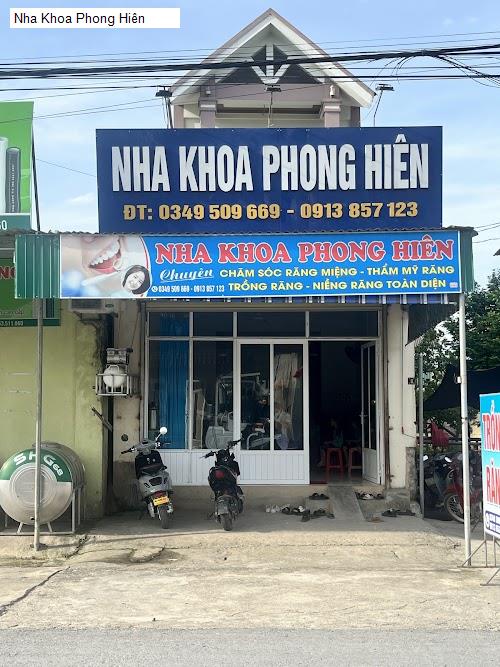 Nha Khoa Phong Hiên
NHA KHOA PHONG HIÊN
ĐT: 0349 509 669 - 0913 857 123
NHA KHOA PHONG HIÊN
Chuyên CHĂM SÓC RĂNG MIỆNG - THẨM MỸ RĂNG
0349 509 669 - 0913 857 123 TRỒNG RĂNG - NIỀNG RĂNG TOÀN DIỆN
SHG